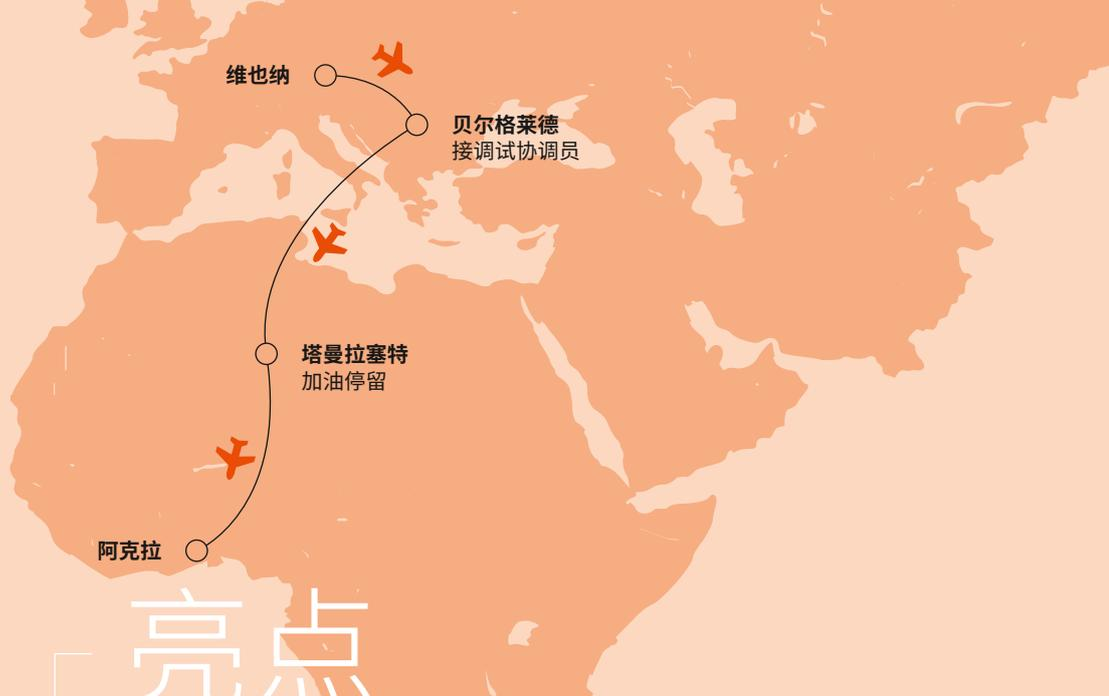 维也纳
贝尔格莱德
接调试协调员
塔曼拉塞特
加油停留
阿克拉
亮点